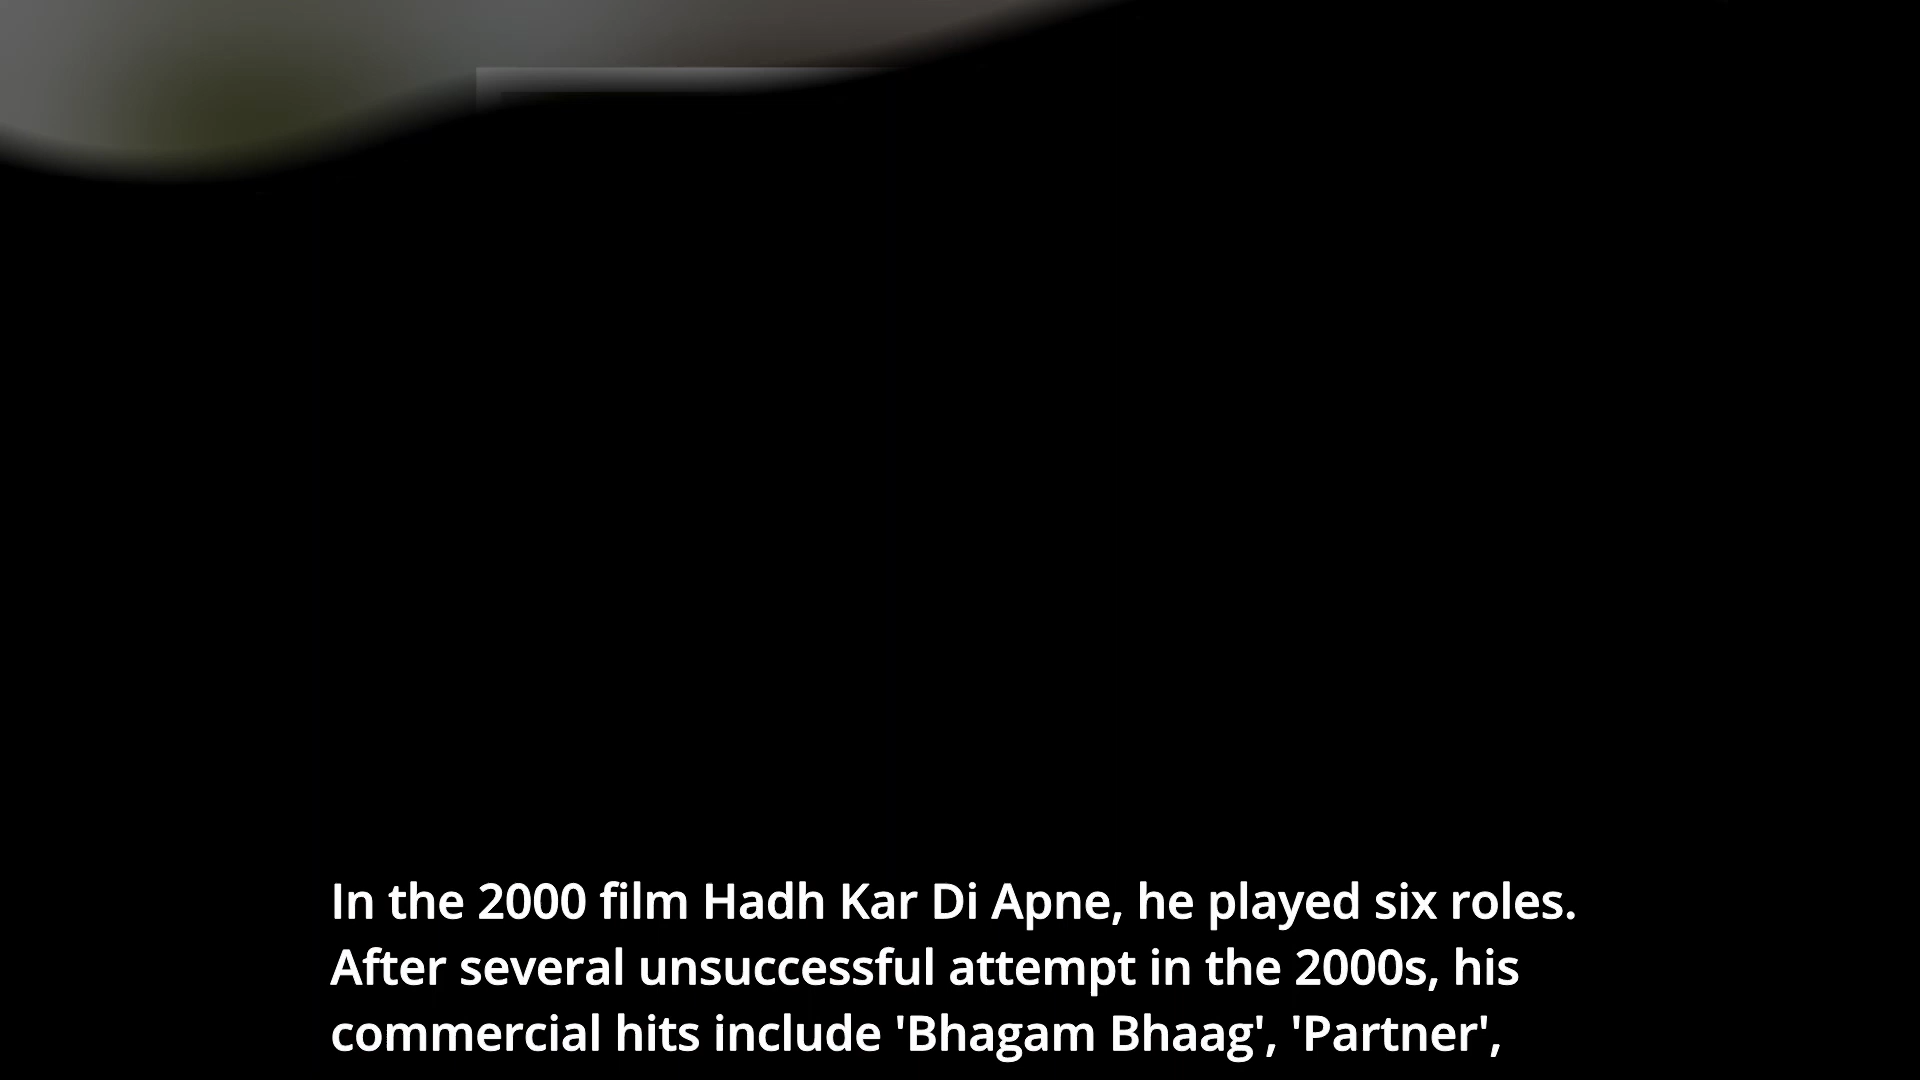 In the 2000 film Hadh Kar Di Apne, he played six roles.
After several unsuccessful attempt in the 2000s, his
commercial hits include 'Bhagam Bhaag', 'Partner',